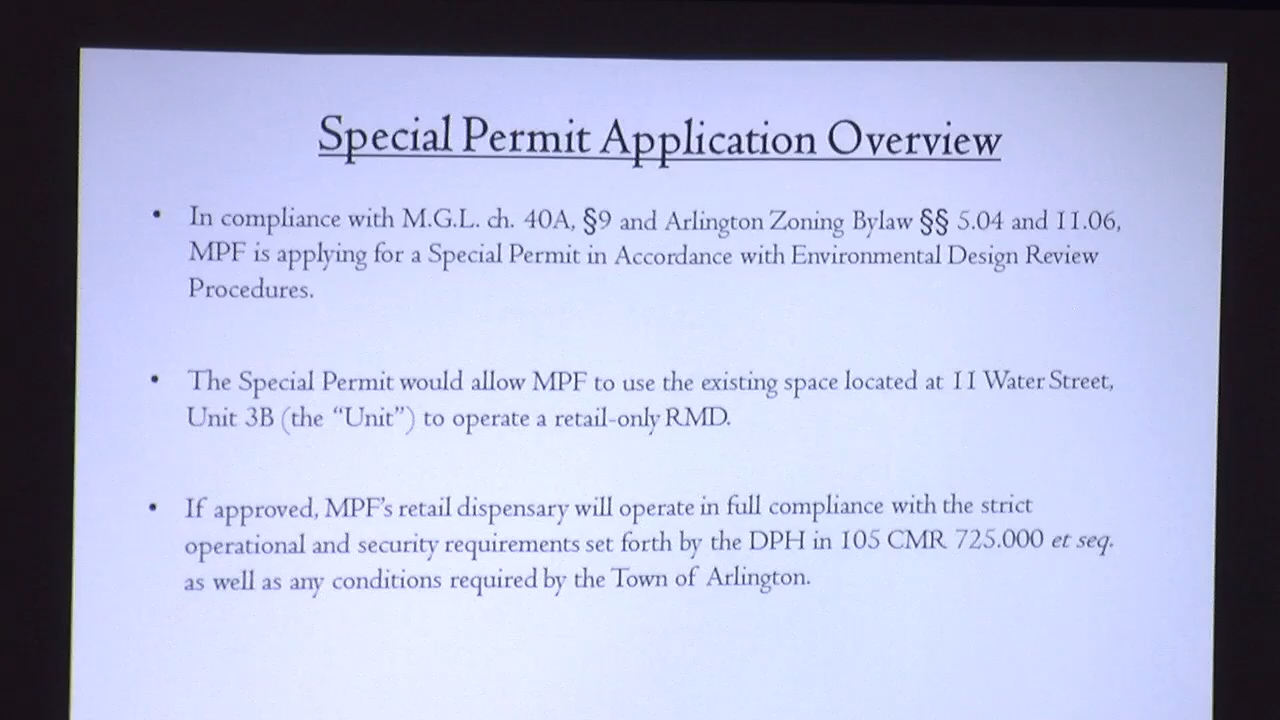 Special Permit Application Overview
• In compliance with M.G.L. ch. 40A, §9 and Arlington Zoning Bylaw §§ 5.04 and 11.06,
MPF is applying for a Special Permit in Accordance with Environmental Design Review
Procedures.
• The Special Permit would allow MPF to use the existing space located at 11 Water Street,
Unit 3B (the “Unit”) to operate a retail-only RMD.
• If approved, MPF’s retail dispensary will operate in full compliance with the strict
operational and security requirements set forth by the DPH in 105 CMR 725.000 et seq.
as well as any conditions required by the Town of Arlington.